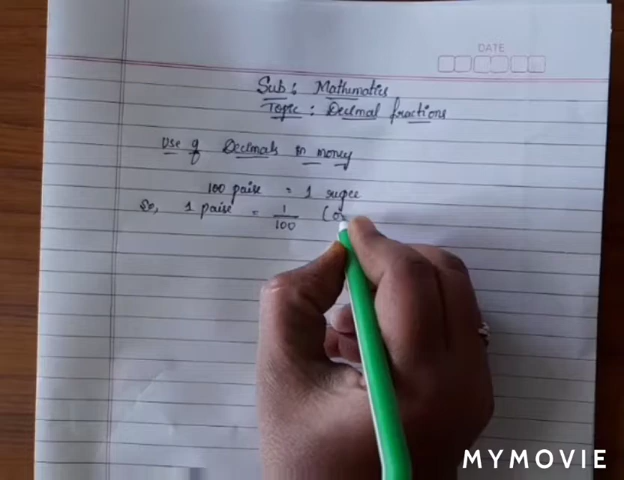 DATE
Sub : Mathematics
Topic : Decimal fractions
Use of Decimals in money
100 paise = 1 rupee
So, 1 paise = 1/100 (o
MYMOVIE